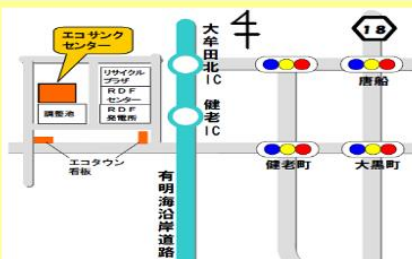 エコサンク
センター
リサイクル
プラザ
RDF
センター
RDF
発電所
調整池
エコタウン
看板
大牟田北IC
健老IC
有明海沿岸道路
18
唐船
健老町
大黒町